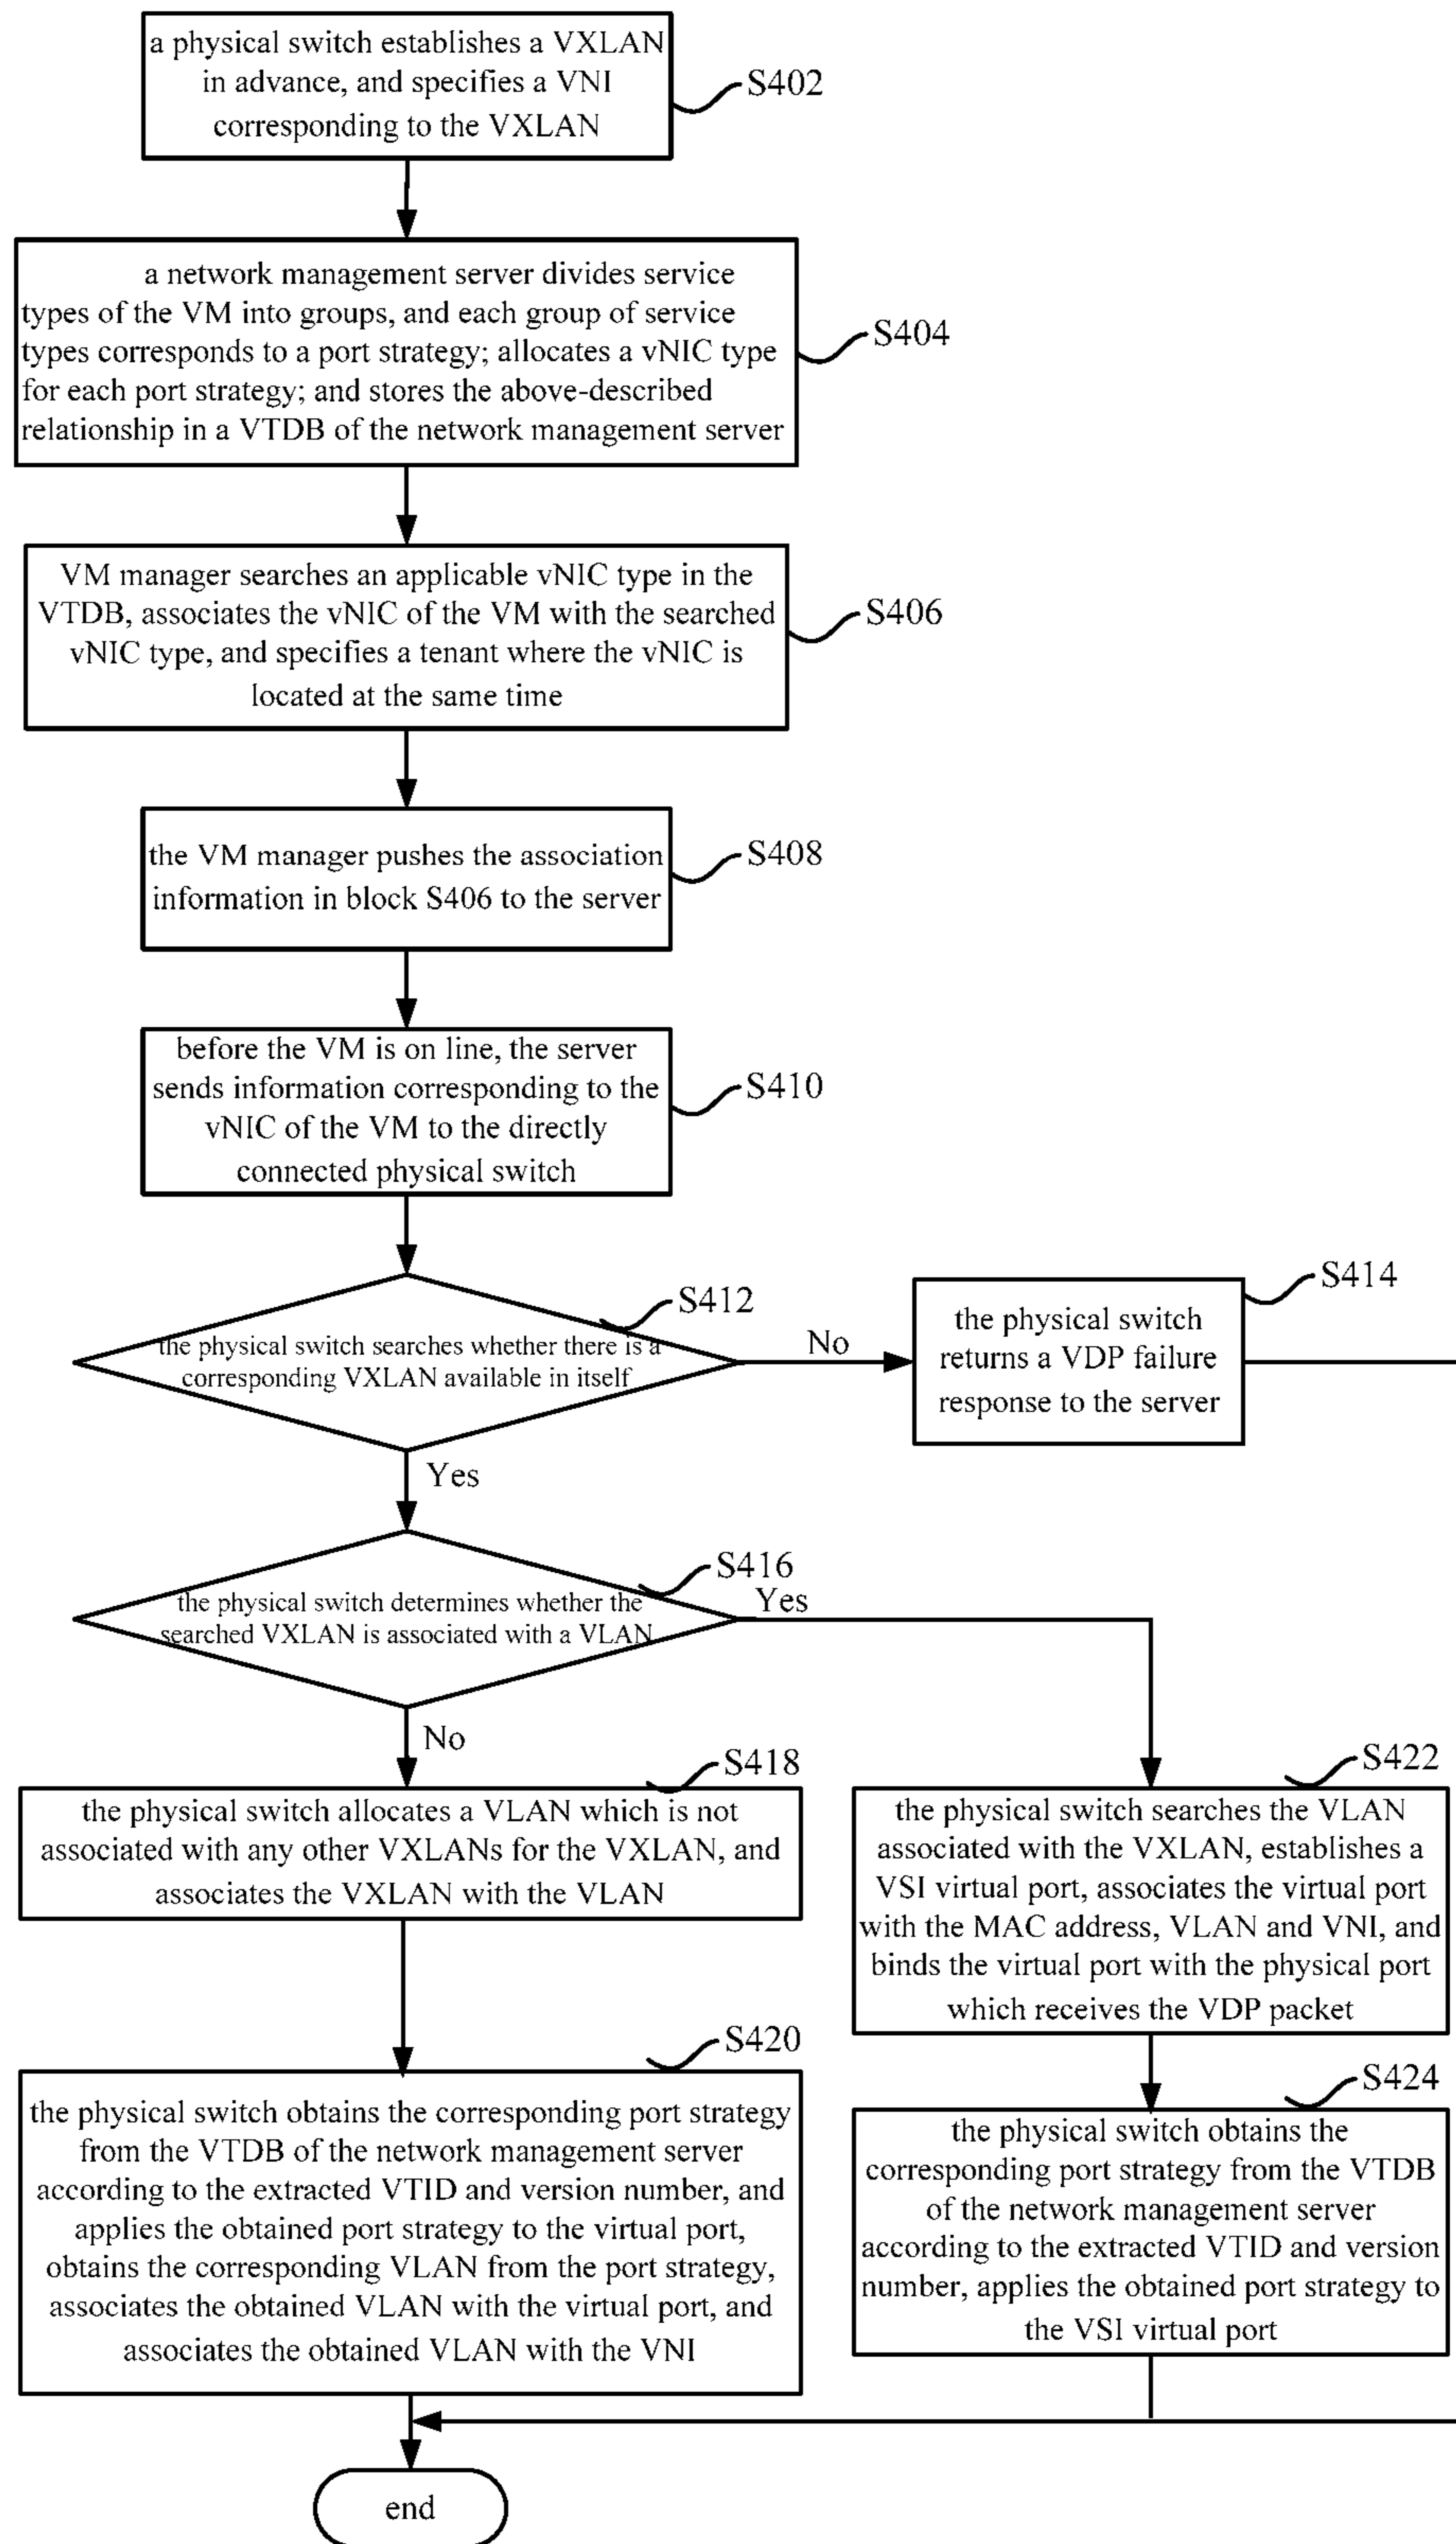 a physical switch establishes a VXLAN
in advance, and specifies a VNI
corresponding to the VXLAN
S402
a network management server divides service
types of the VM into groups, and each group of service
types corresponds to a port strategy; allocates a vNIC type
for each port strategy; and stores the above-described
relationship in a VTDB of the network management server
S404
VM manager searches an applicable vNIC type in the
VTDB, associates the vNIC of the VM with the searched
vNIC type, and specifies a tenant where the vNIC is
located at the same time
S406
the VM manager pushes the association
information in block S406 to the server
S408
before the VM is on line, the server
sends information corresponding to the
vNIC of the VM to the directly
connected physical switch
S410
S412
the physical switch searches whether there is a
corresponding VXLAN available in itself
No
S414
the physical switch
returns a VDP failure
response to the server
Yes
S416
the physical switch determines whether the
searched VXLAN is associated with a VLAN
Yes
No
S418
the physical switch allocates a VLAN which is not
associated with any other VXLANs for the VXLAN, and
associates the VXLAN with the VLAN
S422
the physical switch searches the VLAN
associated with the VXLAN, establishes a
VSI virtual port, associates the virtual port
with the MAC address, VLAN and VNI, and
binds the virtual port with the physical port
which receives the VDP packet
S420
the physical switch obtains the corresponding port strategy
from the VTDB of the network management server
according to the extracted VTID and version number, and
applies the obtained port strategy to the virtual port,
obtains the corresponding VLAN from the port strategy,
associates the obtained VLAN with the virtual port, and
associates the obtained VLAN with the VNI
S424
the physical switch obtains the
corresponding port strategy from the VTDB
of the network management server
according to the extracted VTID and version
number, applies the obtained port strategy to
the VSI virtual port
end